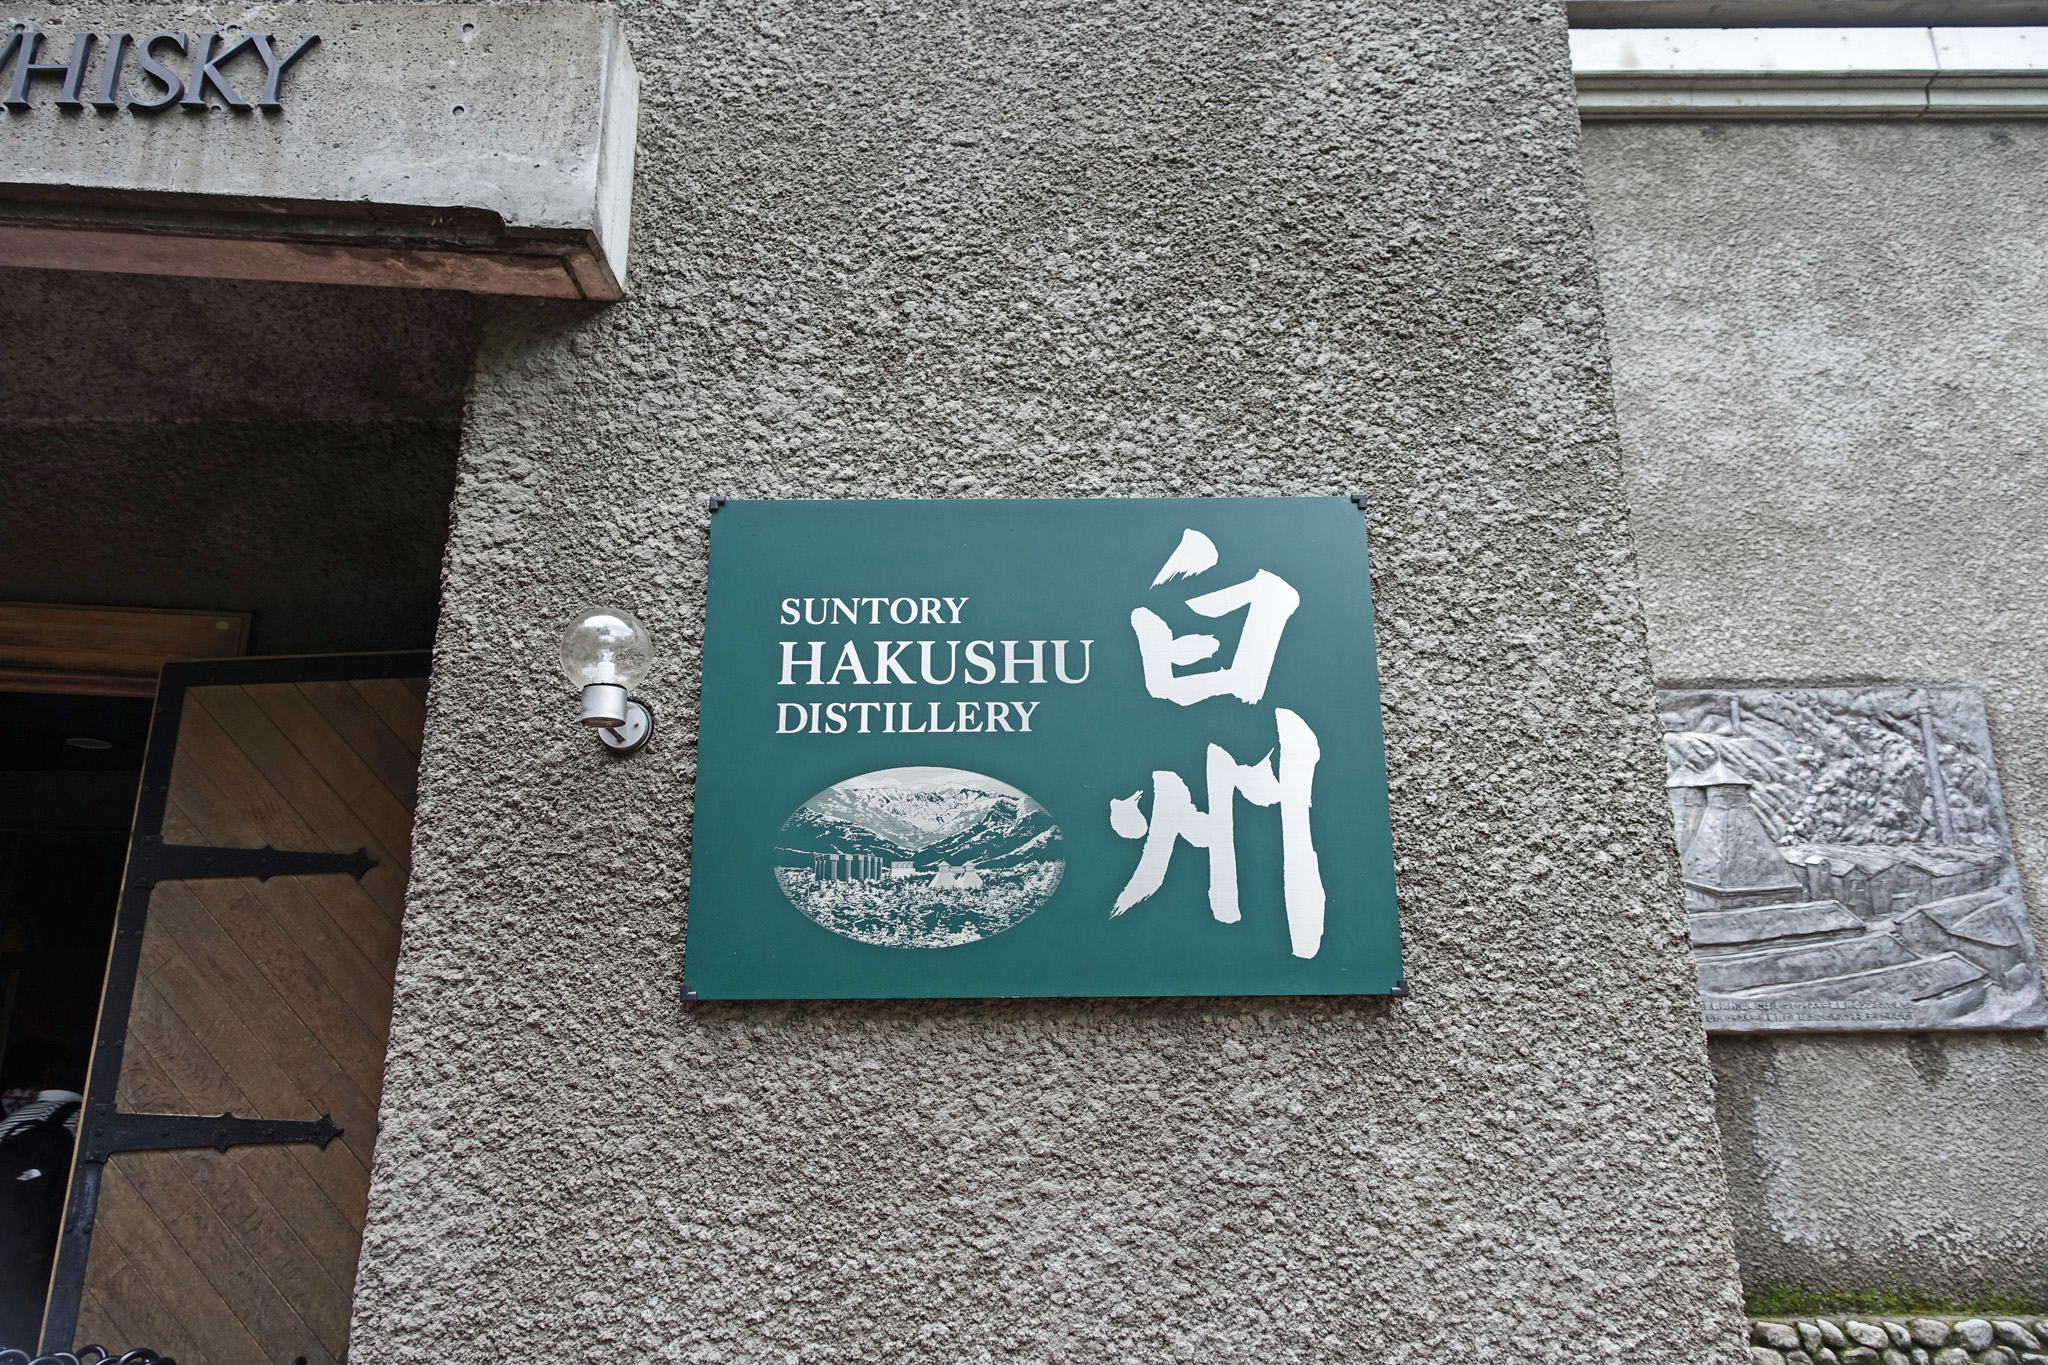 WHISKY
SUNTORY
HAKUSHU
DISTILLERY
白州